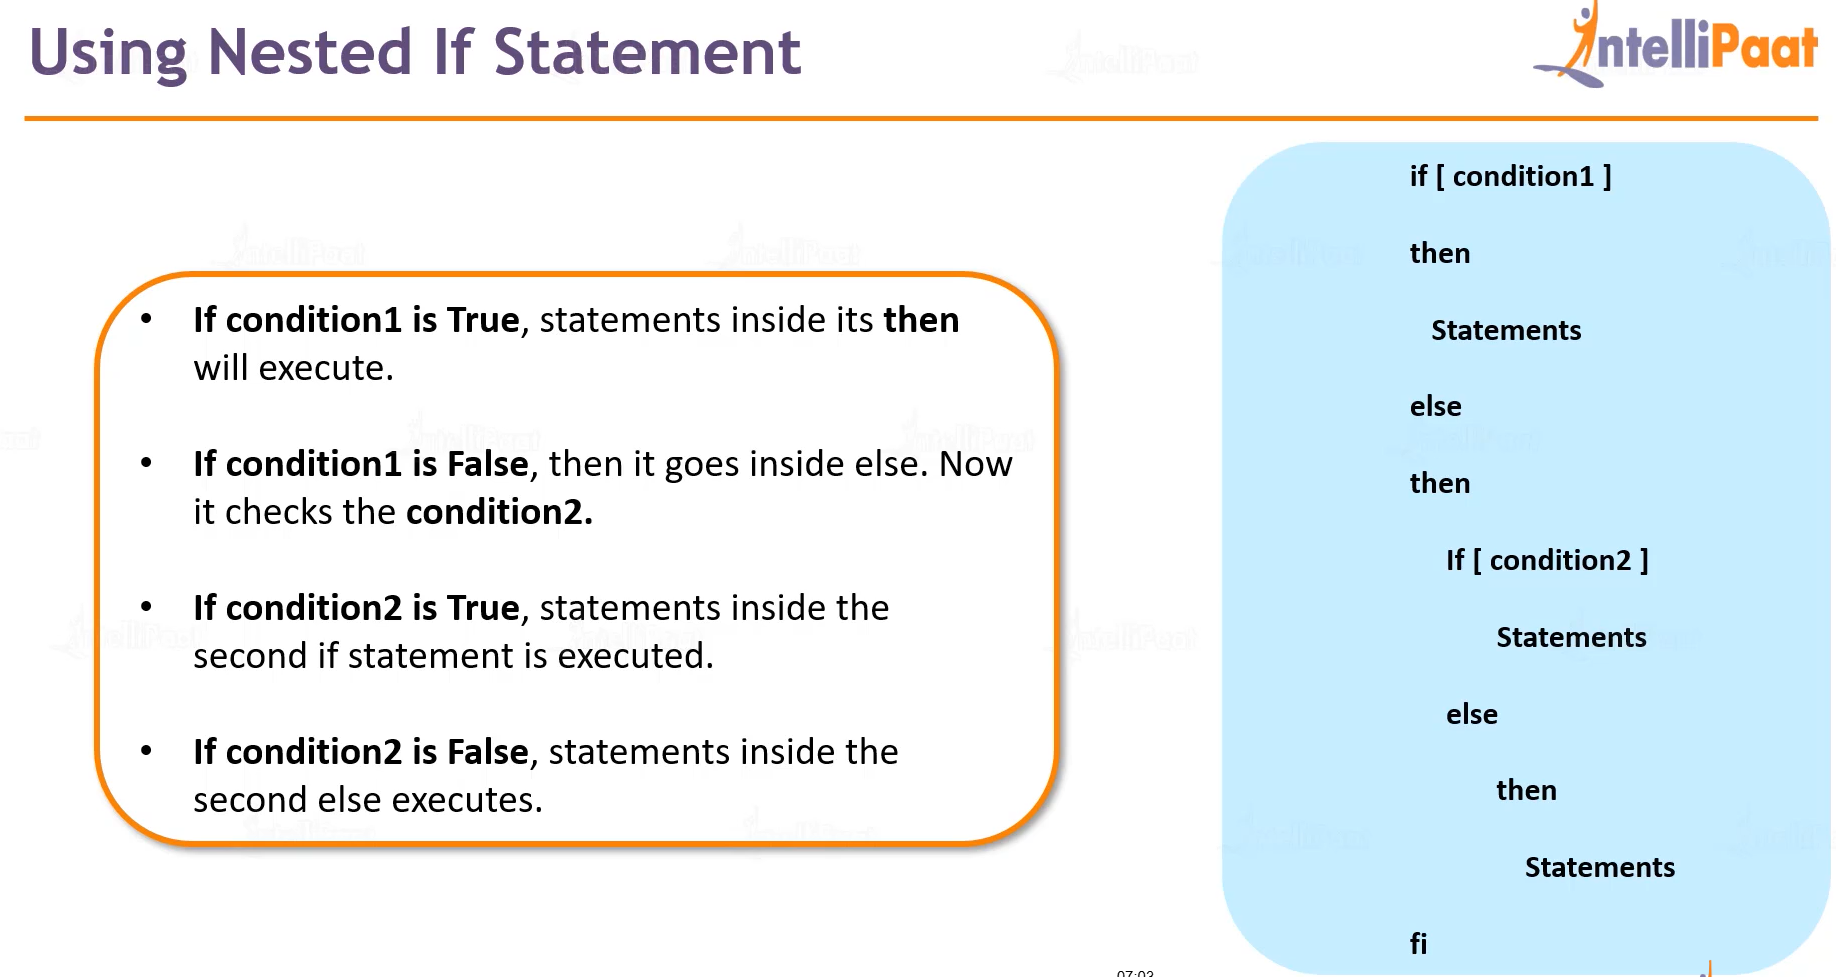 Using Nested If Statement
IntelliPaat
• If condition1 is True, statements inside its then
will execute.
• If condition1 is False, then it goes inside else. Now
it checks the condition2.
• If condition2 is True, statements inside the
second if statement is executed.
• If condition2 is False, statements inside the
second else executes.
if [ condition1 ]
then
Statements
else
then
If [ condition2 ]
Statements
else
then
Statements
fi
07:03